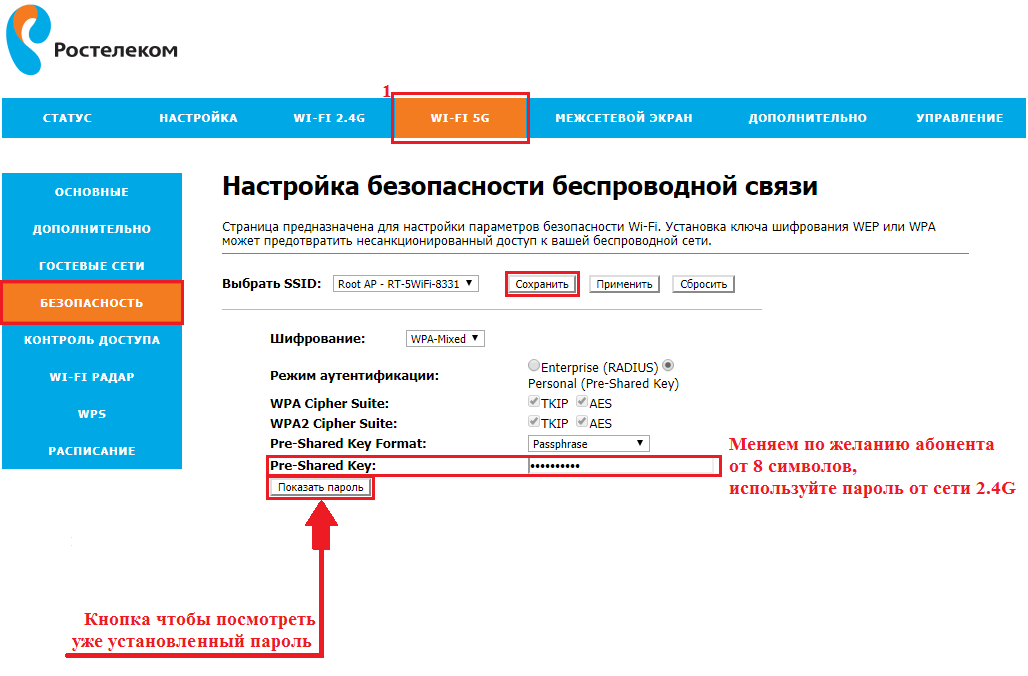 Ростелеком
1
СТАТУС НАСТРОЙКА WI-FI 2.4G WI-FI 5G МЕЖСЕТЕВОЙ ЭКРАН ДОПОЛНИТЕЛЬНО УПРАВЛЕНИЕ
ОСНОВНЫЕ
ДОПОЛНИТЕЛЬНО
ГОСТЕВЫЕ СЕТИ
БЕЗОПАСНОСТЬ
КОНТРОЛЬ ДОСТУПА
WI-FI РАДАР
WPS
РАСПИСАНИЕ
Настройка безопасности беспроводной связи
Страница предназначена для настройки параметров безопасности Wi-Fi. Установка ключа шифрования WEP или WPA
может предотвратить несанкционированный доступ к вашей беспроводной сети.
Выбрать SSID: Root AP - RT-5WiFi-8331 Сохранить Применить Сбросить
Шифрование: WPA-Mixed
Режим аутентификации: Enterprise (RADIUS)
Personal (Pre-Shared Key)
WPA Cipher Suite: TKIP AES
WPA2 Cipher Suite: TKIP AES
Pre-Shared Key Format: Passphrase
Pre-Shared Key: ••••••••••
Показать пароль
Меняем по желанию абонента
от 8 символов,
используйте пароль от сети 2.4G
Кнопка чтобы посмотреть
уже установленный пароль